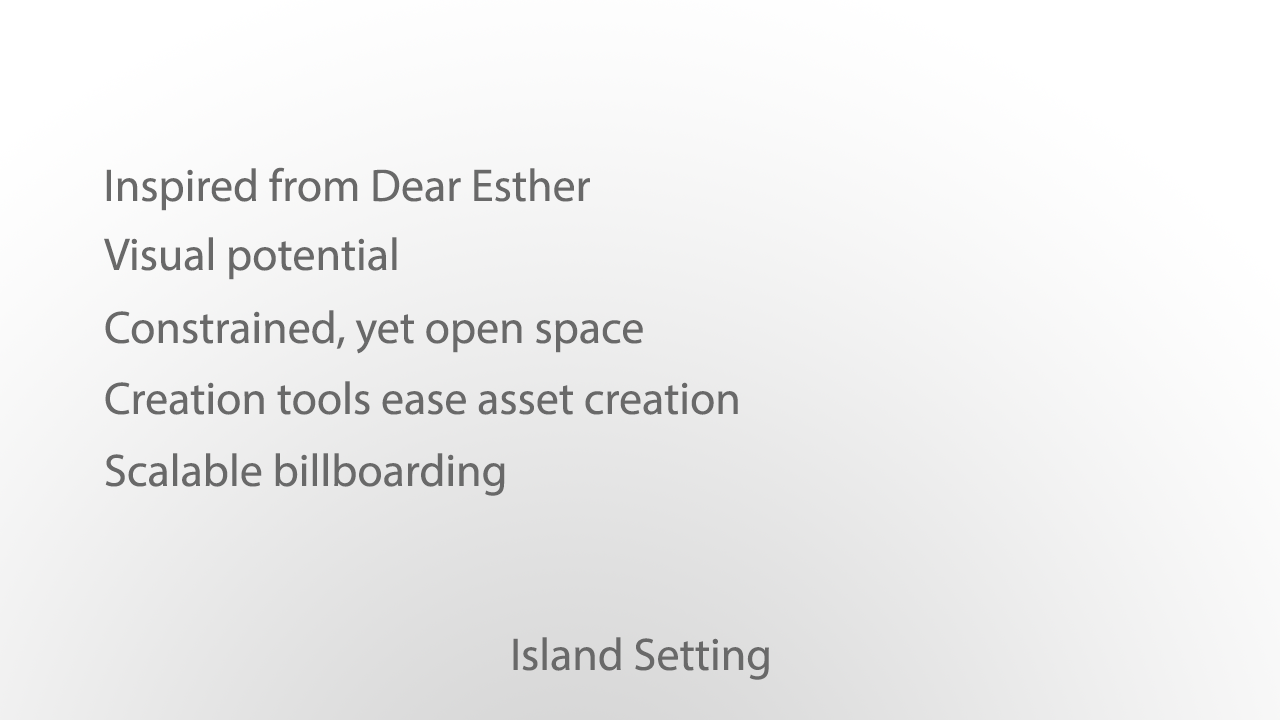 Inspired from Dear Esther
Visual potential
Constrained, yet open space
Creation tools ease asset creation
Scalable billboarding
Island Setting